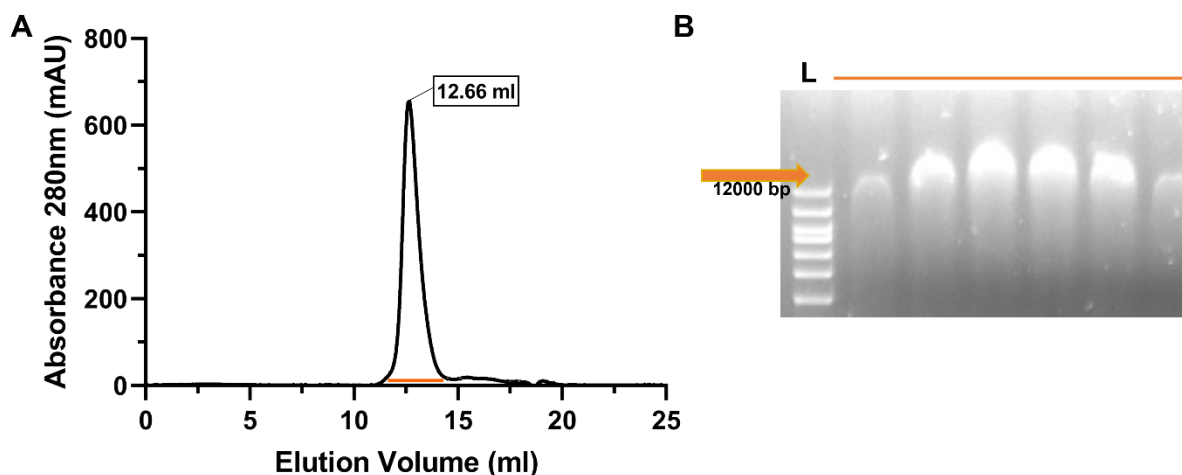 A
800
600
400
200
0
Absorbance 280nm (mAU)
12.66 ml
0 5 10 15 20 25
Elution Volume (ml)
B
L
12000 bp